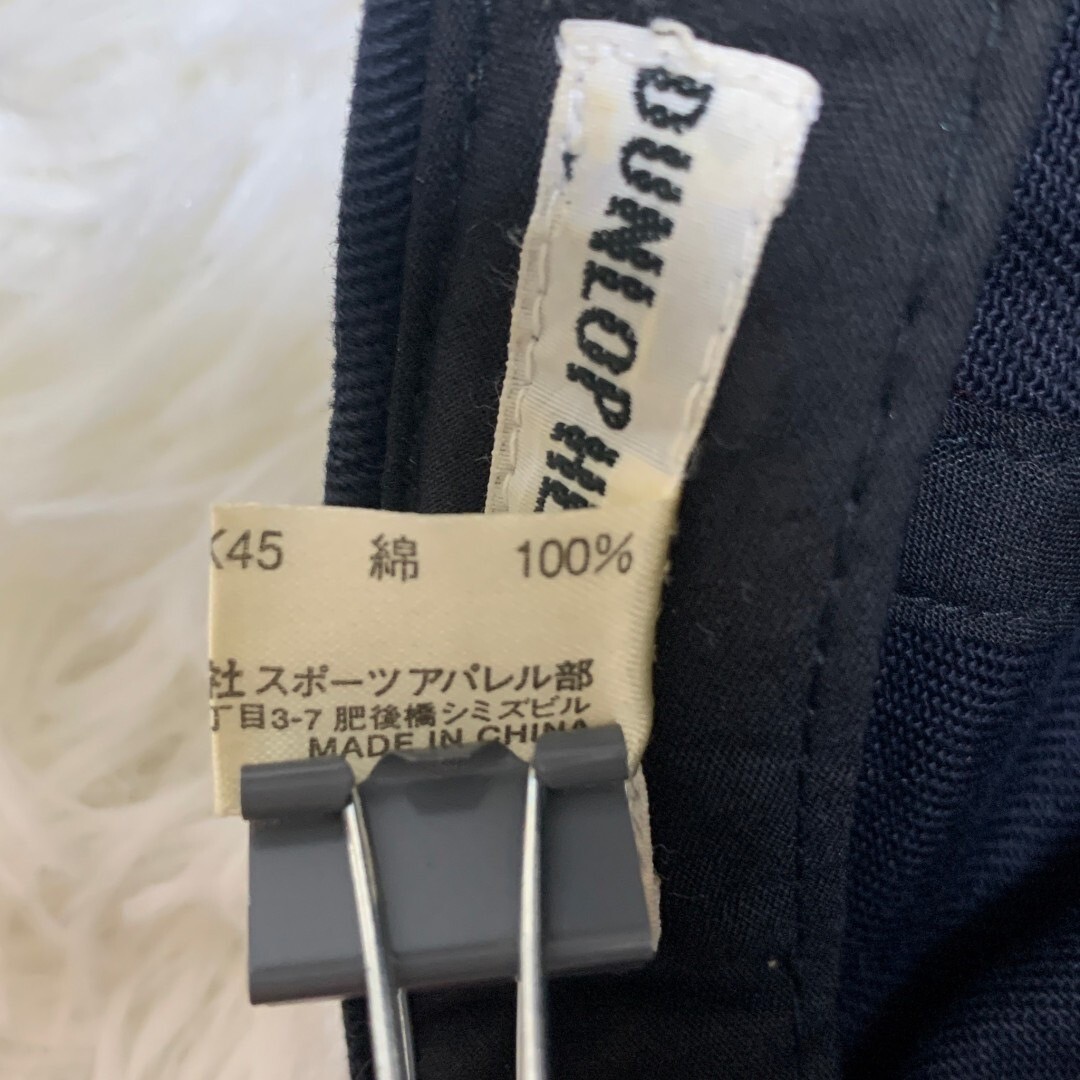 DUNLOP
K45 綿 100%
社 スポーツアパレル部
丁目3-7 肥後橋シミズビル
MADE IN CHINA